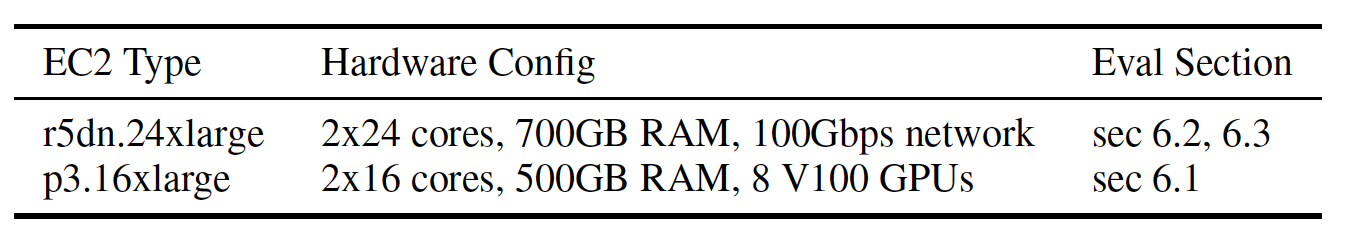 EC2 Type Hardware Config Eval Section
r5dn.24xlarge 2x24 cores, 700GB RAM, 100Gbps network sec 6.2, 6.3
p3.16xlarge 2x16 cores, 500GB RAM, 8 V100 GPUs sec 6.1